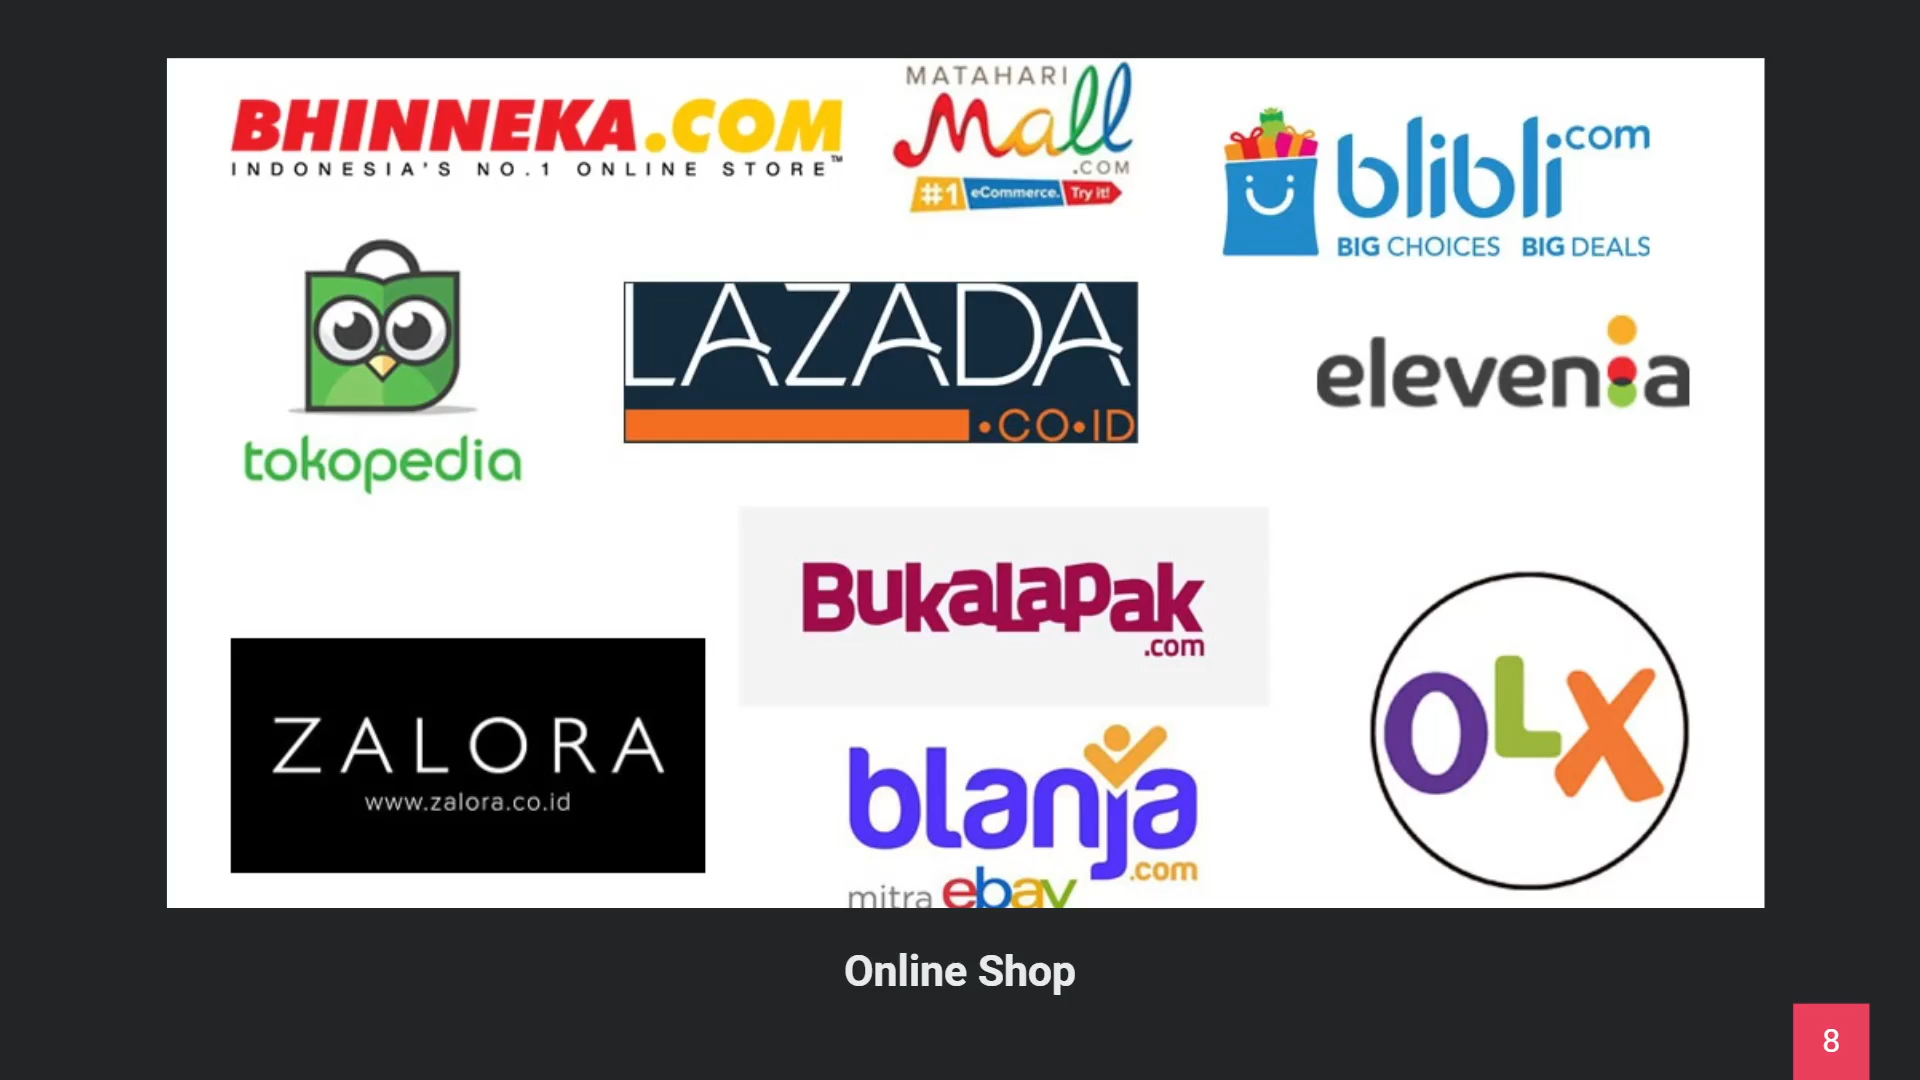 BHINNEKA.COM
INDONESIA'S NO.1 ONLINE STORE™
MATAHARI
Mall
.COM
#1 eCommerce. Try it!
blibli.com
BIG CHOICES BIG DEALS
tokopedia
LAZADA
.CO.ID
elevenia
Bukalapak
.com
ZALORA
www.zalora.co.id
blanja
.com
mitra ebay
OLX
Online Shop
8